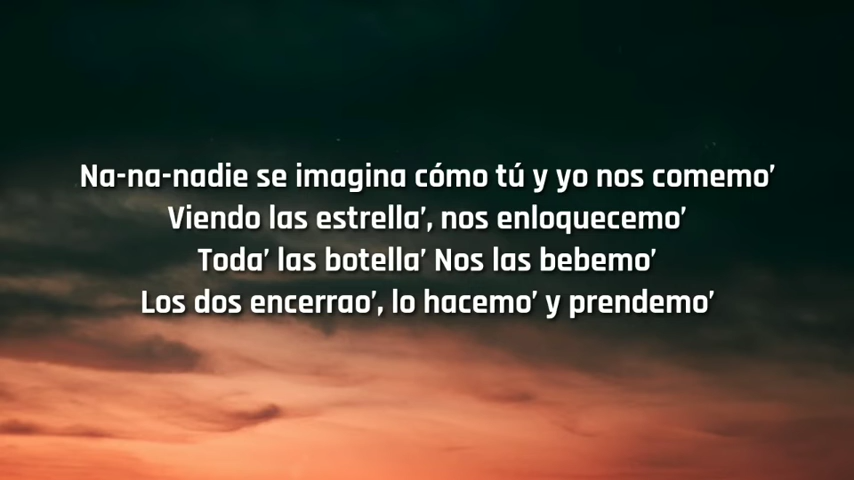 Na-na-nadie se imagina cómo tú y yo nos comemo’
Viendo las estrella’, nos enloquecemo’
Toda’ las botella’ Nos las bebemo’
Los dos encerrao’, lo hacemo’ y prendemo’